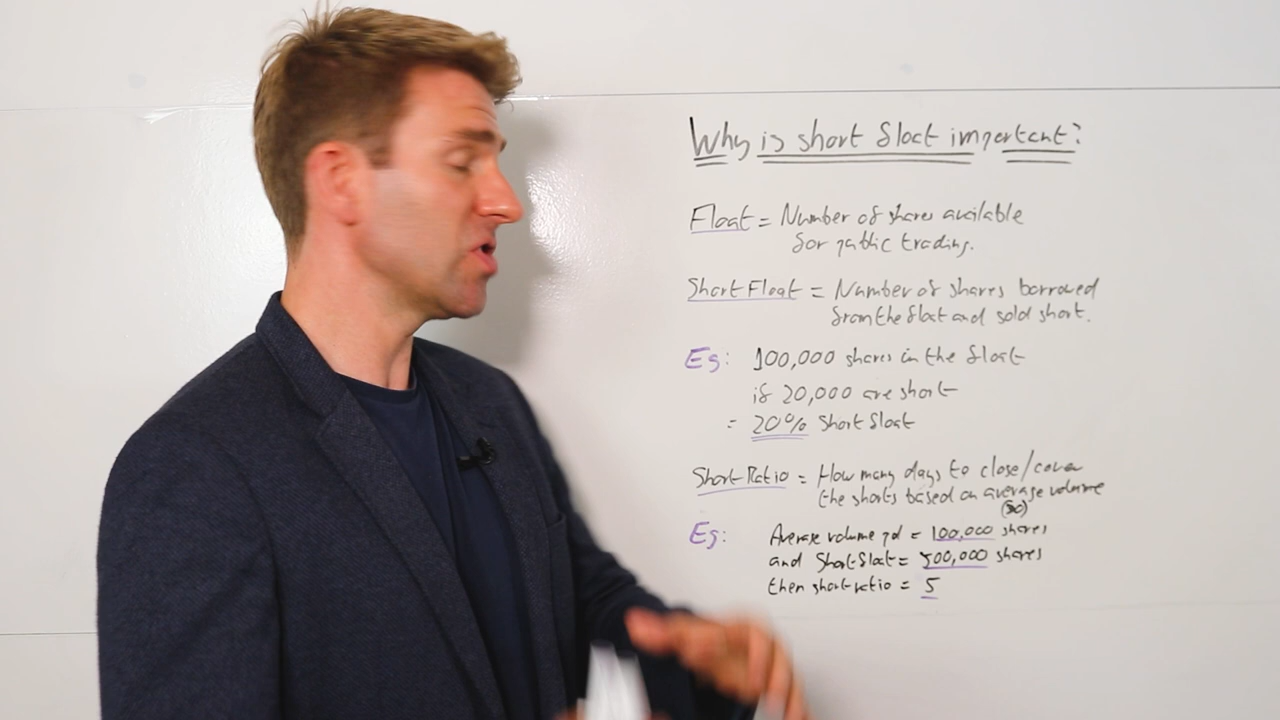 Why is short float important?
Float = Number of shares available
for public trading.
Short Float = Number of shares borrowed
from the float and sold short.
Eg: 100,000 shares in the float
if 20,000 are short
= 20% short float
Short Ratio = How many days to close/cover
the shorts based on average volume
(30)
Eg: Average volume pd = 100,000 shares
and Short float = 500,000 shares
then short ratio = 5